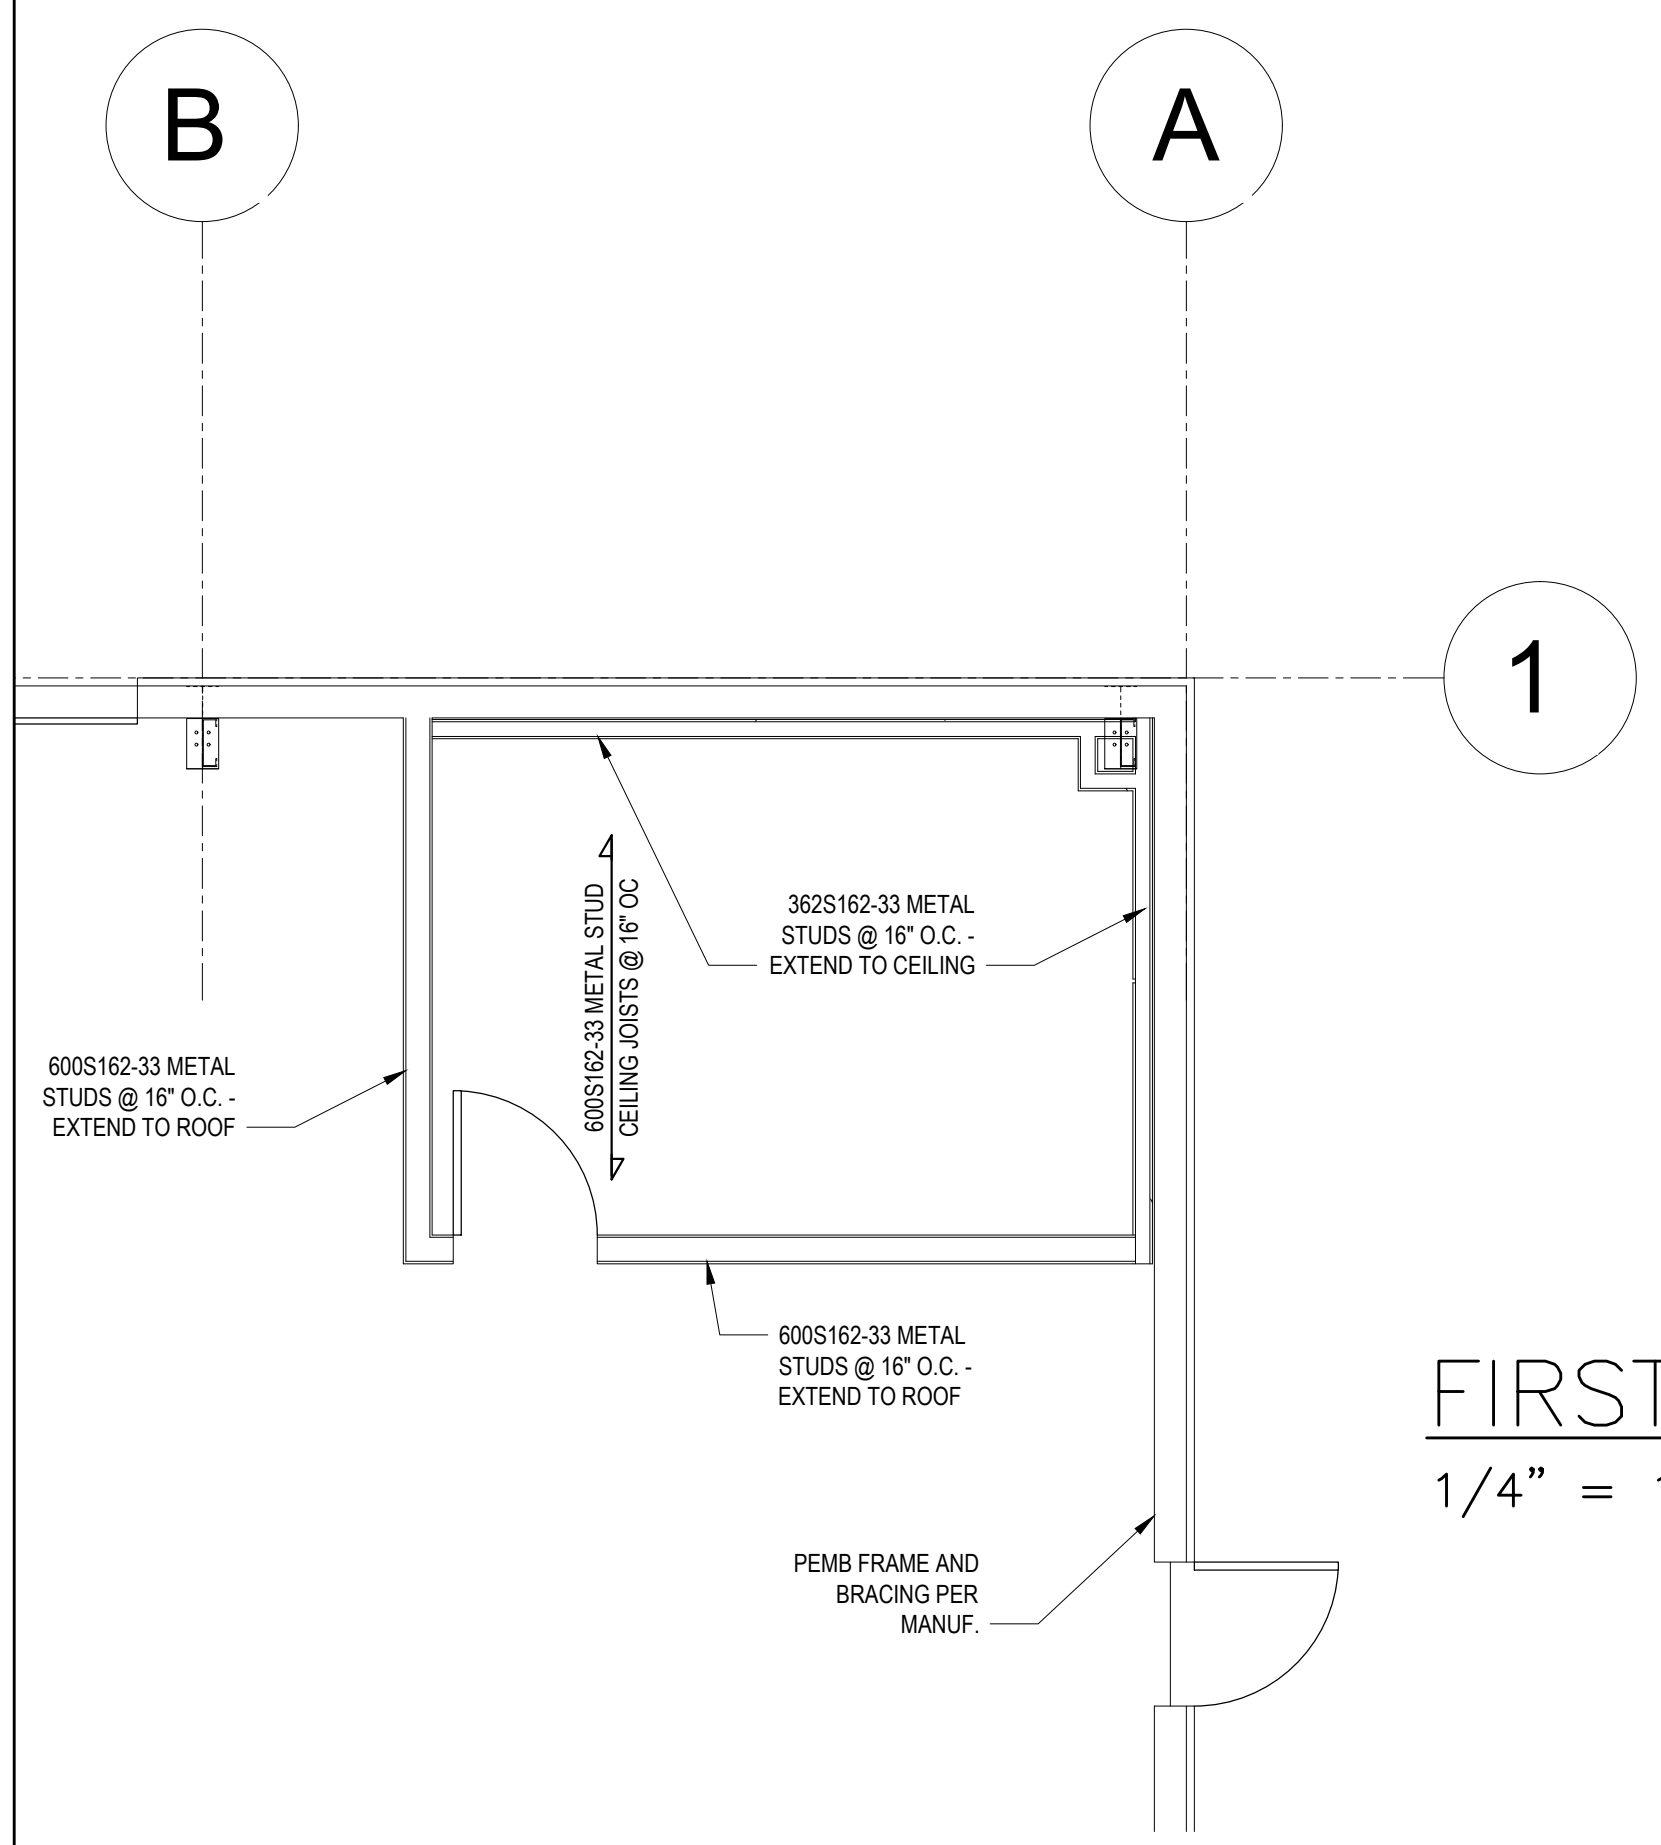 B
A
1
600S162-33 METAL STUD
CEILING JOISTS @ 16" OC
362S162-33 METAL
STUDS @ 16" O.C. -
EXTEND TO CEILING
600S162-33 METAL
STUDS @ 16" O.C. -
EXTEND TO ROOF
600S162-33 METAL
STUDS @ 16" O.C. -
EXTEND TO ROOF
FIRST
1/4" =
PEMB FRAME AND
BRACING PER
MANUF.